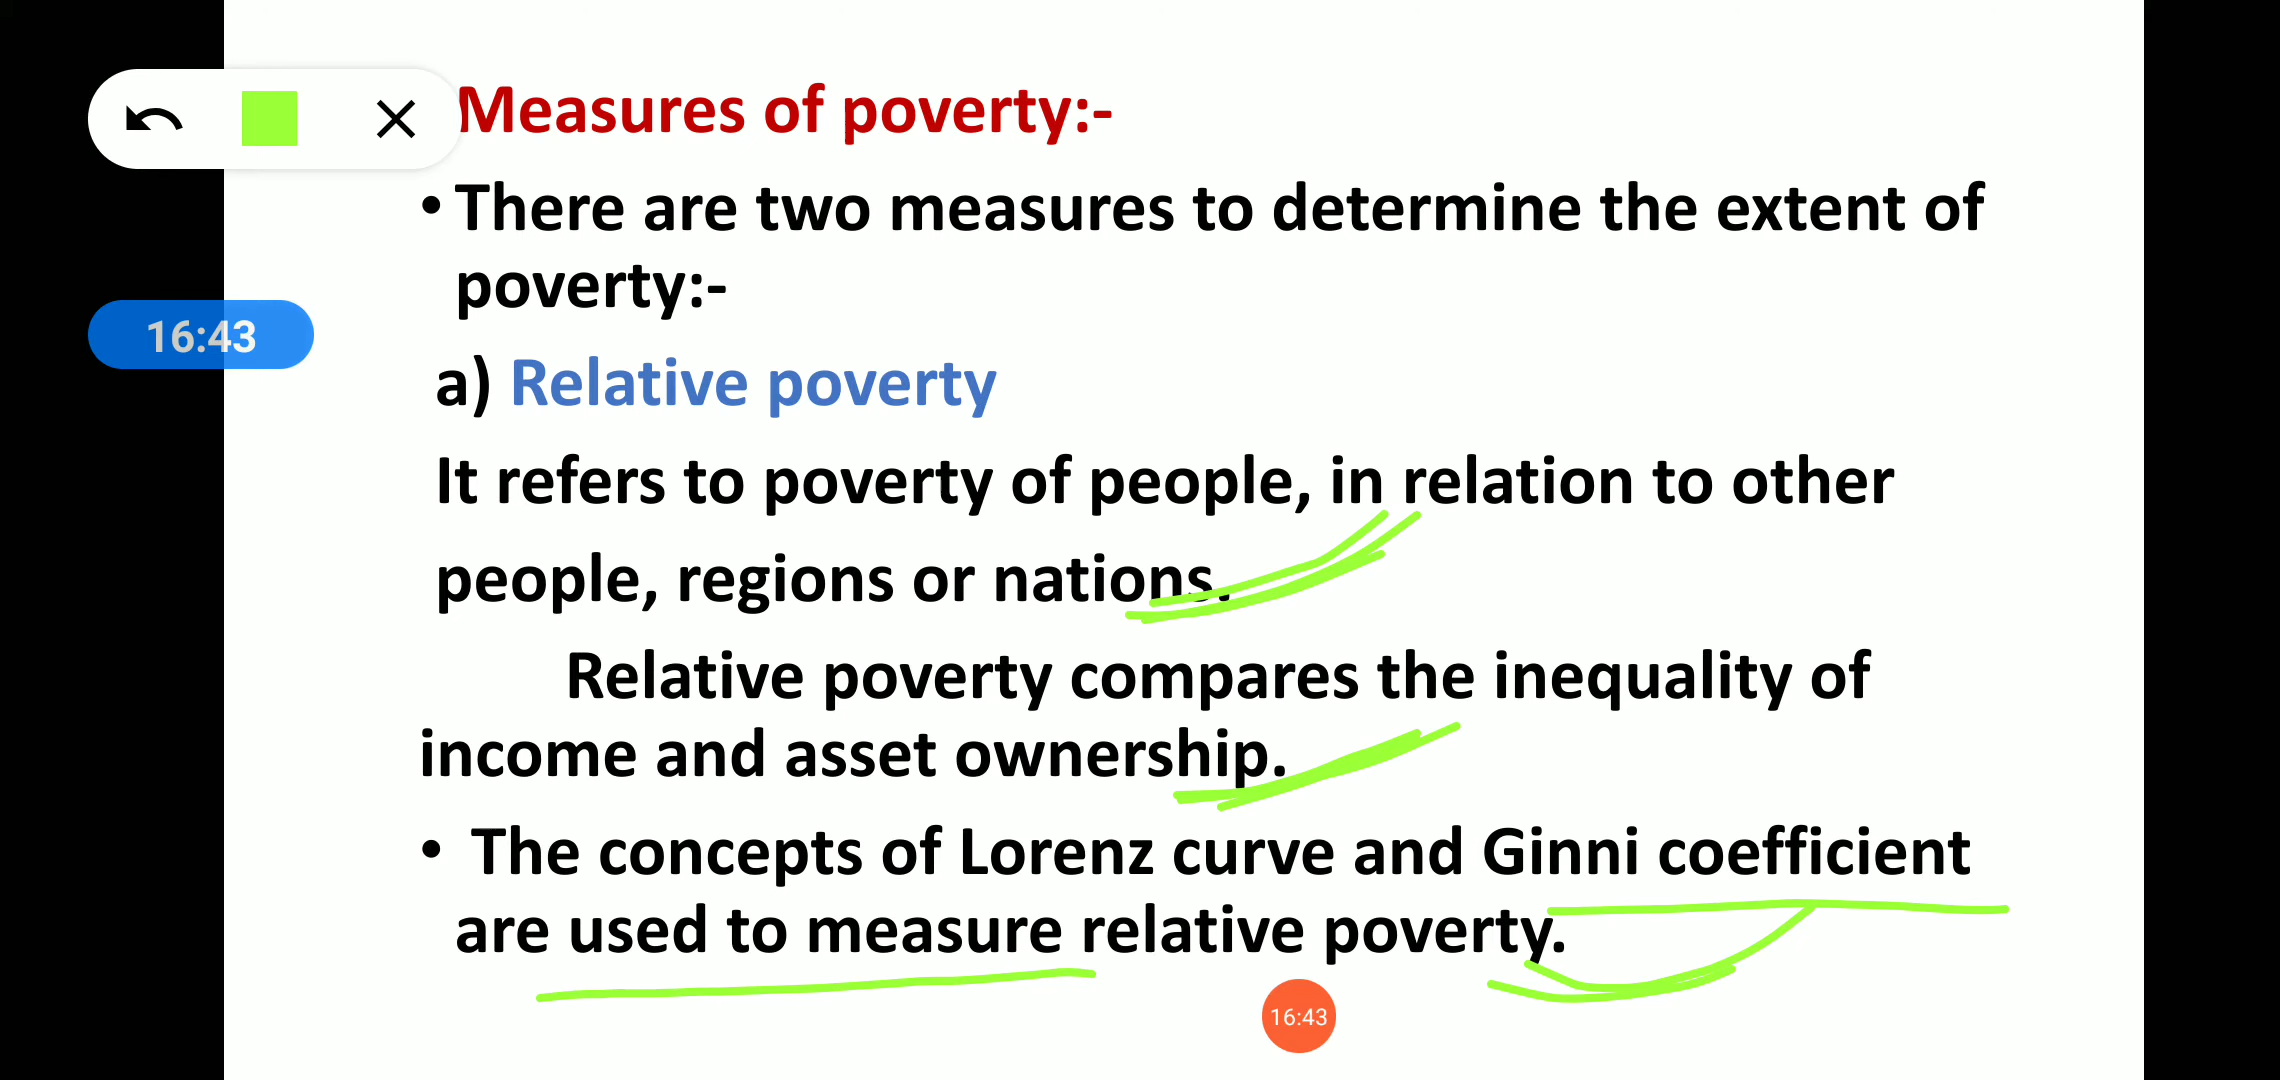 Measures of poverty:-
• There are two measures to determine the extent of
poverty:-
16:43
a) Relative poverty
It refers to poverty of people, in relation to other
people, regions or nations.
Relative poverty compares the inequality of
income and asset ownership.
• The concepts of Lorenz curve and Ginni coefficient
are used to measure relative poverty.
16:43